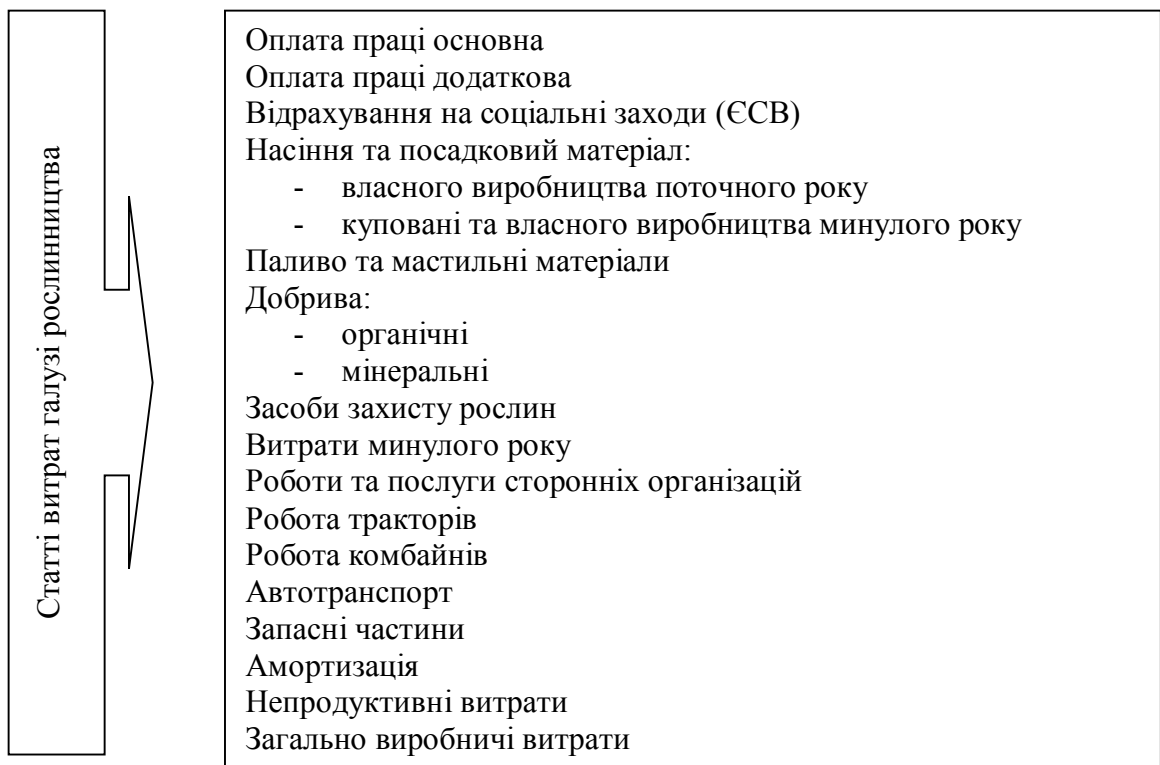 Статті витрат галузі рослинництва
Оплата праці основна
Оплата праці додаткова
Відрахування на соціальні заходи (ЄСВ)
Насіння та посадковий матеріал:
- власного виробництва поточного року
- куповані та власного виробництва минулого року
Паливо та мастильні матеріали
Добрива:
- органічні
- мінеральні
Засоби захисту рослин
Витрати минулого року
Роботи та послуги сторонніх організацій
Робота тракторів
Робота комбайнів
Автотранспорт
Запасні частини
Амортизація
Непродуктивні витрати
Загально виробничі витрати